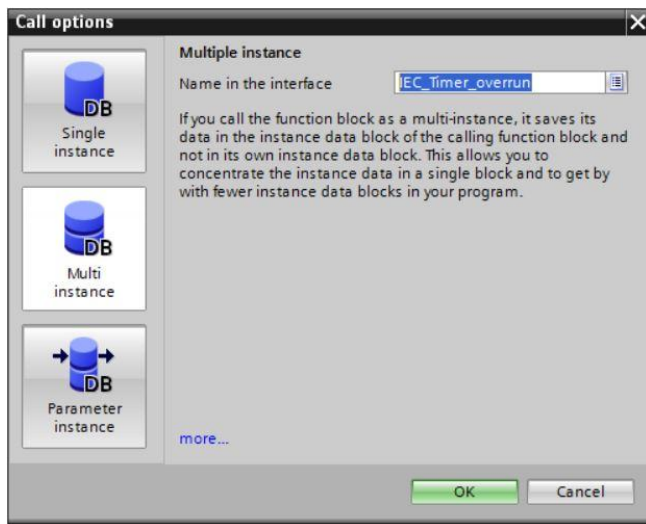 Call options
DB
Single
instance
DB
Multi
instance
DB
Parameter
instance
Multiple instance
Name in the interface IEC_Timer_overrun
If you call the function block as a multi-instance, it saves its
data in the instance data block of the calling function block and
not in its own instance data block. This allows you to
concentrate the instance data in a single block and to get by
with fewer instance data blocks in your program.
more...
OK Cancel